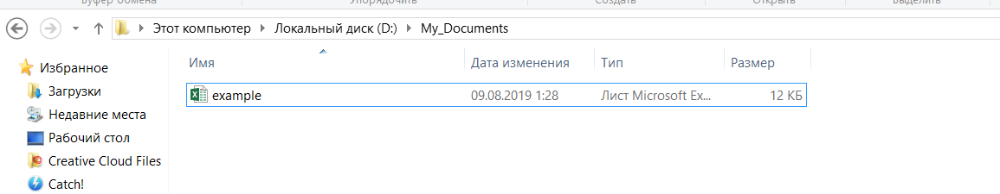 Буфер обмена Упорядочить Создать Открыть Выделить
Этот компьютер Локальный диск (D:) My_Documents
Избранное Имя Дата изменения Тип Размер
Загрузки example 09.08.2019 1:28 Лист Microsoft Ex... 12 КБ
Недавние места
Рабочий стол
Creative Cloud Files
Catch!